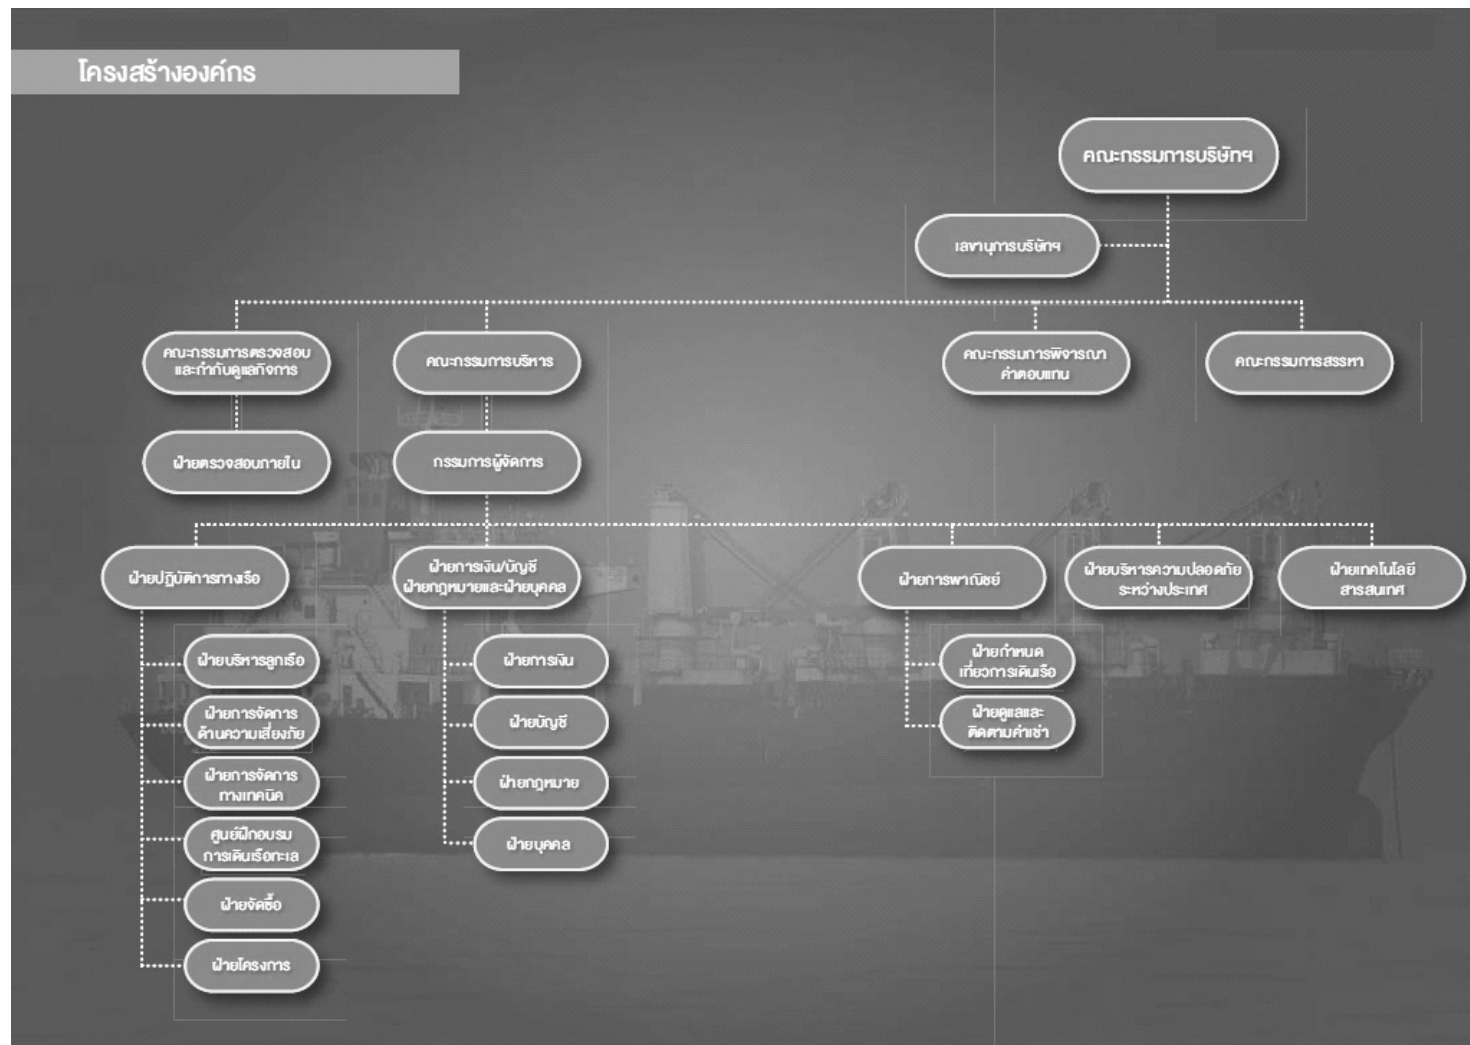 โครงสร้างองค์กร
คณะกรรมการบริษัทฯ
เลขานุการบริษัทฯ
คณะกรรมการตรวจสอบ
และกำกับดูแลกิจการ
คณะกรรมการบริหาร
คณะกรรมการพิจารณา
ค่าตอบแทน
คณะกรรมการสรรหา
ฝ่ายตรวจสอบภายใน
กรรมการผู้จัดการ
ฝ่ายปฏิบัติการทางเรือ
ฝ่ายการเงิน/บัญชี
ฝ่ายกฎหมายและฝ่ายบุคคล
ฝ่ายการพาณิชย์
ฝ่ายบริหารความปลอดภัย
ระหว่างประเทศ
ฝ่ายเทคโนโลยี
สารสนเทศ
ฝ่ายบริหารลูกเรือ
ฝ่ายการจัดการ
ด้านความเสี่ยงภัย
ฝ่ายการจัดการ
ทางเทคนิค
ศูนย์ฝึกอบรม
การเดินเรือทะเล
ฝ่ายจัดซื้อ
ฝ่ายโครงการ
ฝ่ายการเงิน
ฝ่ายบัญชี
ฝ่ายกฎหมาย
ฝ่ายบุคคล
ฝ่ายกำหนด
เที่ยวการเดินเรือ
ฝ่ายดูแลและ
ติดตามค่าเช่า